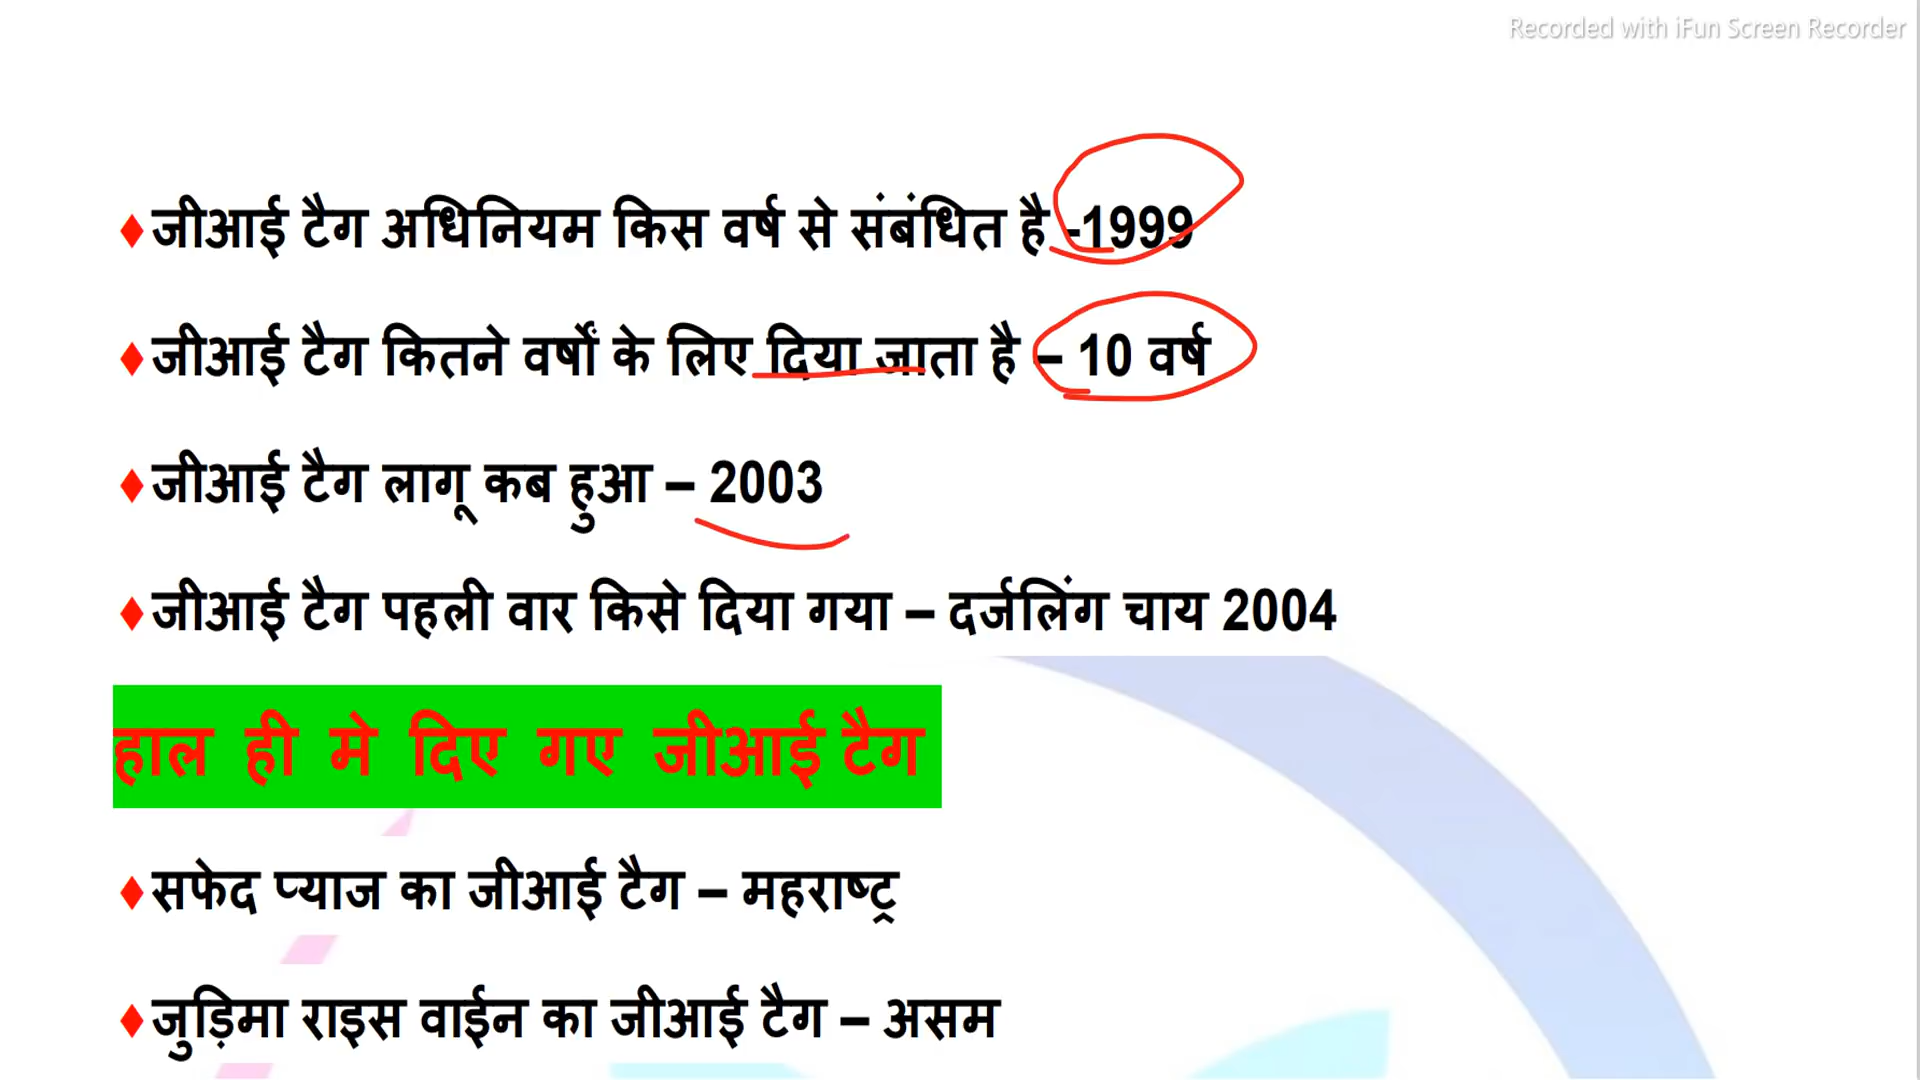 Recorded with iFun Screen Recorder
♦जीआई टैग अधिनियम किस वर्ष से संबंधित है -1999
♦जीआई टैग कितने वर्षों के लिए दिया जाता है – 10 वर्ष
♦जीआई टैग लागू कब हुआ – 2003
♦जीआई टैग पहली वार किसे दिया गया – दर्जलिंग चाय 2004
हाल ही मे दिए गए जीआई टैग
♦सफेद प्याज का जीआई टैग – महराष्ट्र
♦जुड़िमा राइस वाईन का जीआई टैग – असम